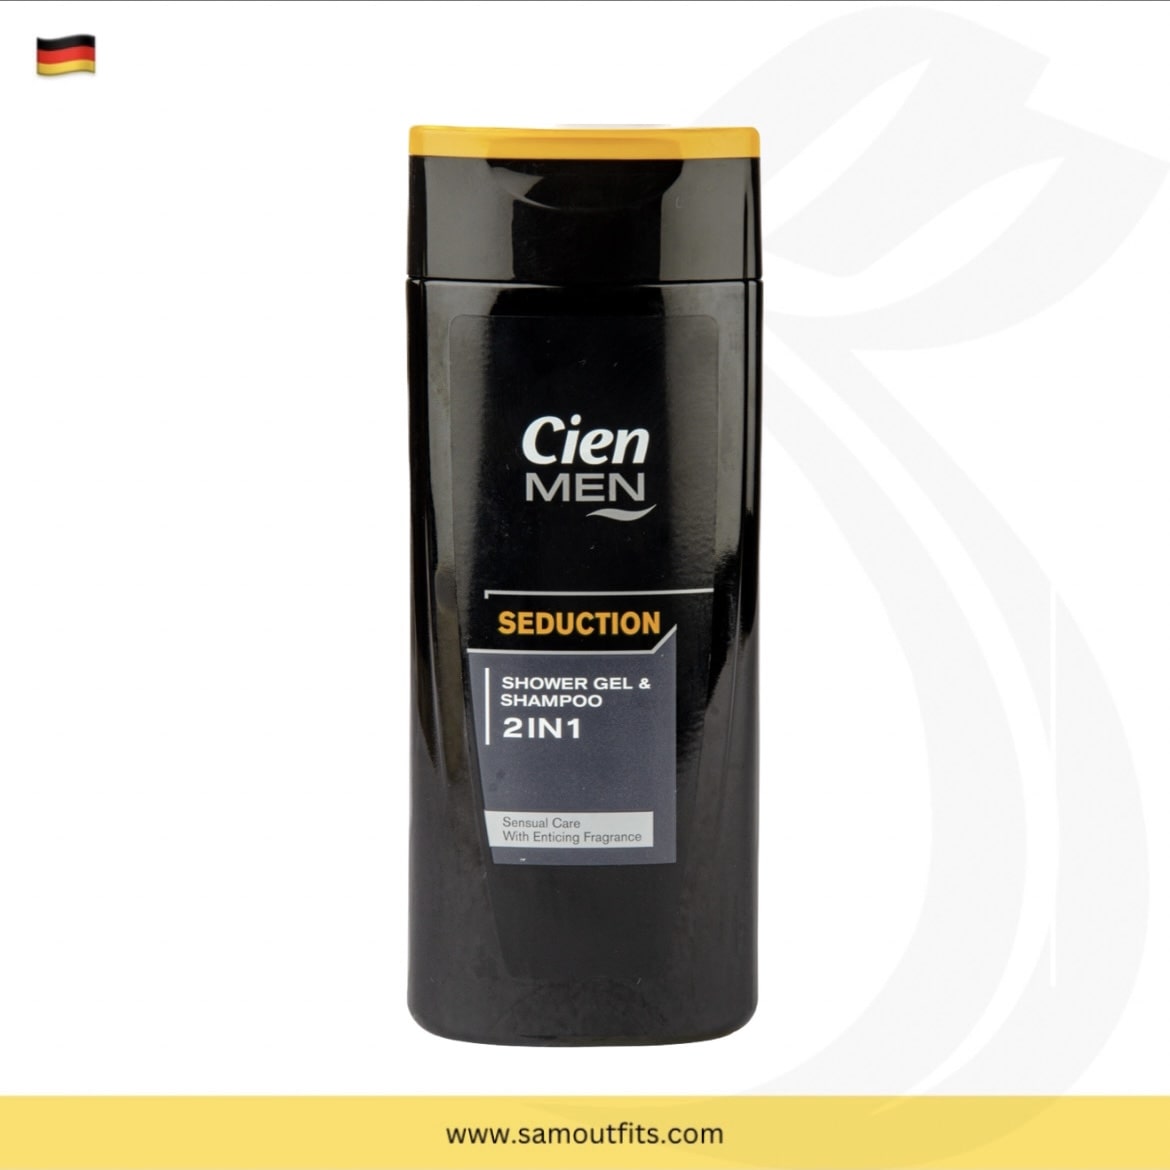 Cien
MEN
SEDUCTION
SHOWER GEL &
SHAMPOO
2IN1
Sensual Care
With Enticing Fragrance
www.samoutfits.com